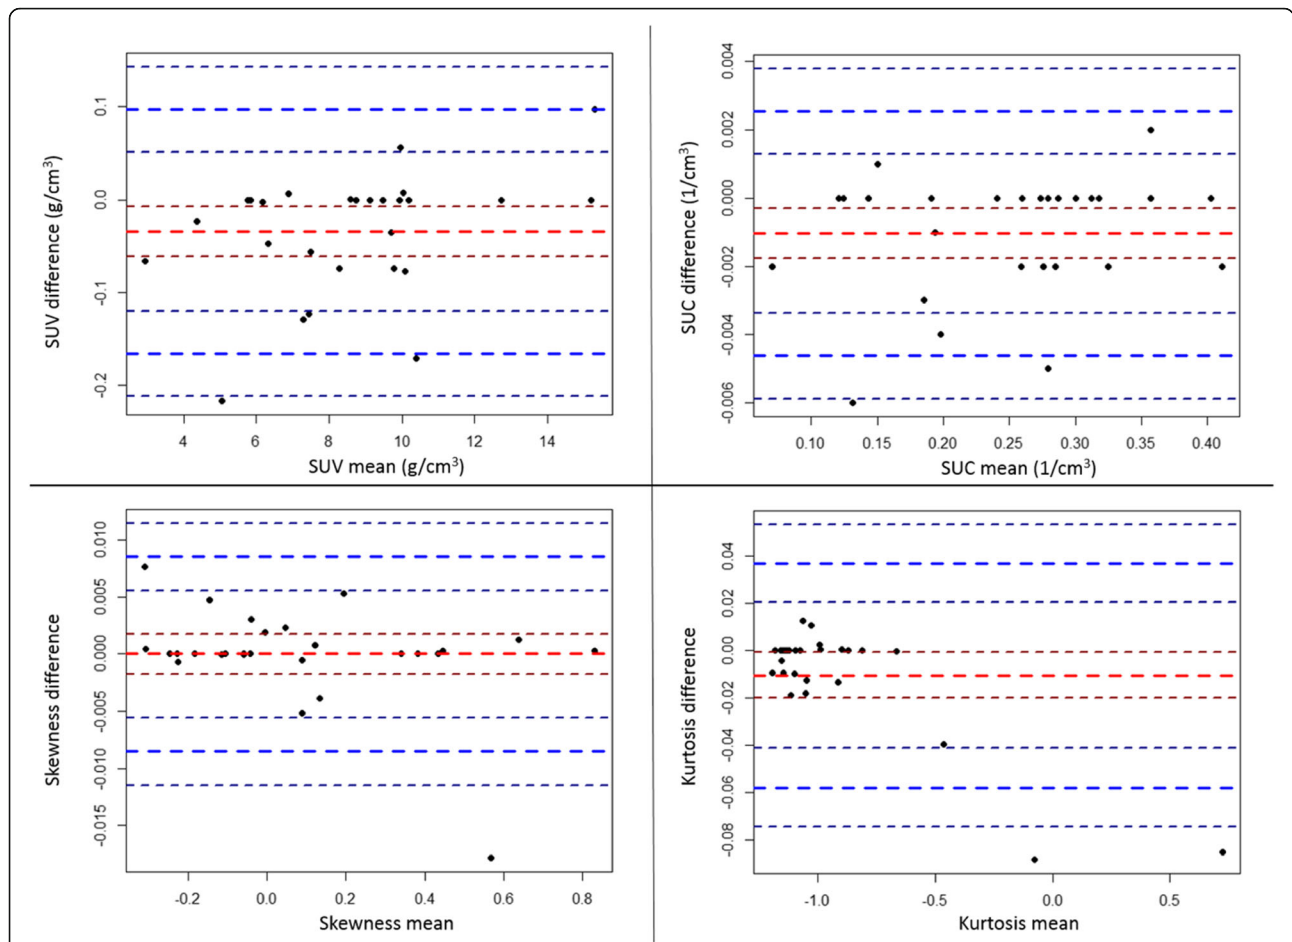 0.1
0.0
-0.1
-0.2
SUV difference (g/cm³)
4 6 8 10 12 14
SUV mean (g/cm³)
0.004
0.002
0.000
-0.002
-0.004
-0.006
SUC difference (1/cm³)
0.10 0.15 0.20 0.25 0.30 0.35 0.40
SUC mean (1/cm³)
0.010
0.005
0.000
-0.005
-0.010
-0.015
Skewness difference
-0.2 0.0 0.2 0.4 0.6 0.8
Skewness mean
0.04
0.02
0.00
-0.02
-0.04
-0.06
-0.08
Kurtosis difference
-1.0 -0.5 0.0 0.5
Kurtosis mean